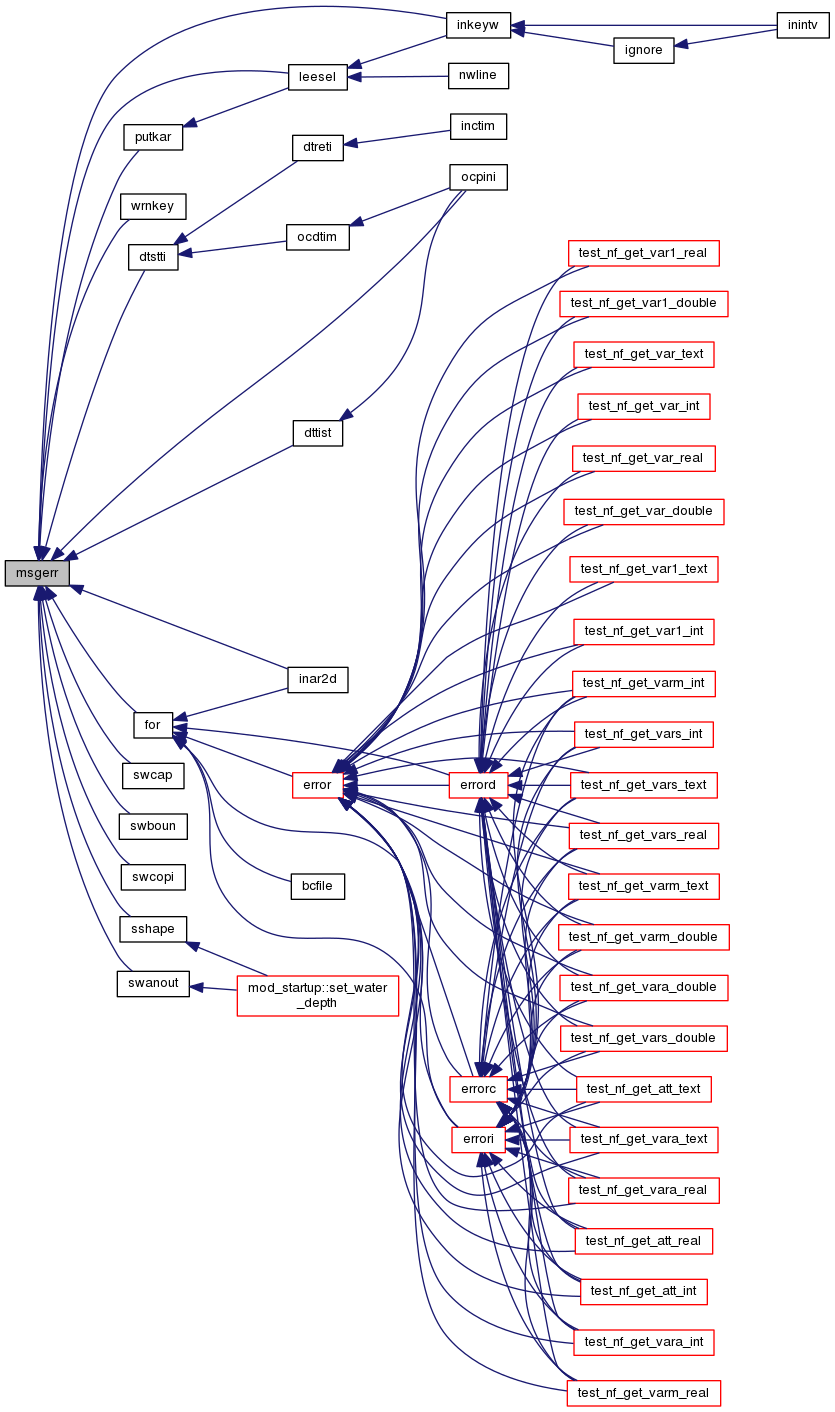 inkeyw
inintv
ignore
leesel
nwline
putkar
inctim
dtreti
ocpini
wrnkey
ocdtim
dtstti
test_nf_get_var1_real
test_nf_get_var1_double
test_nf_get_var_text
test_nf_get_var_int
dttist
test_nf_get_var_real
test_nf_get_var_double
msgerr
test_nf_get_var1_text
test_nf_get_var1_int
inar2d
test_nf_get_varm_int
for
test_nf_get_vars_int
swcap
error
errord
test_nf_get_vars_text
swboun
test_nf_get_vars_real
swcopi
bcfile
test_nf_get_varm_text
sshape
test_nf_get_varm_double
swanout
mod_startup::set_water
_depth
test_nf_get_vara_double
test_nf_get_vars_double
errorc
test_nf_get_att_text
errori
test_nf_get_vara_text
test_nf_get_vara_real
test_nf_get_att_real
test_nf_get_att_int
test_nf_get_vara_int
test_nf_get_varm_real